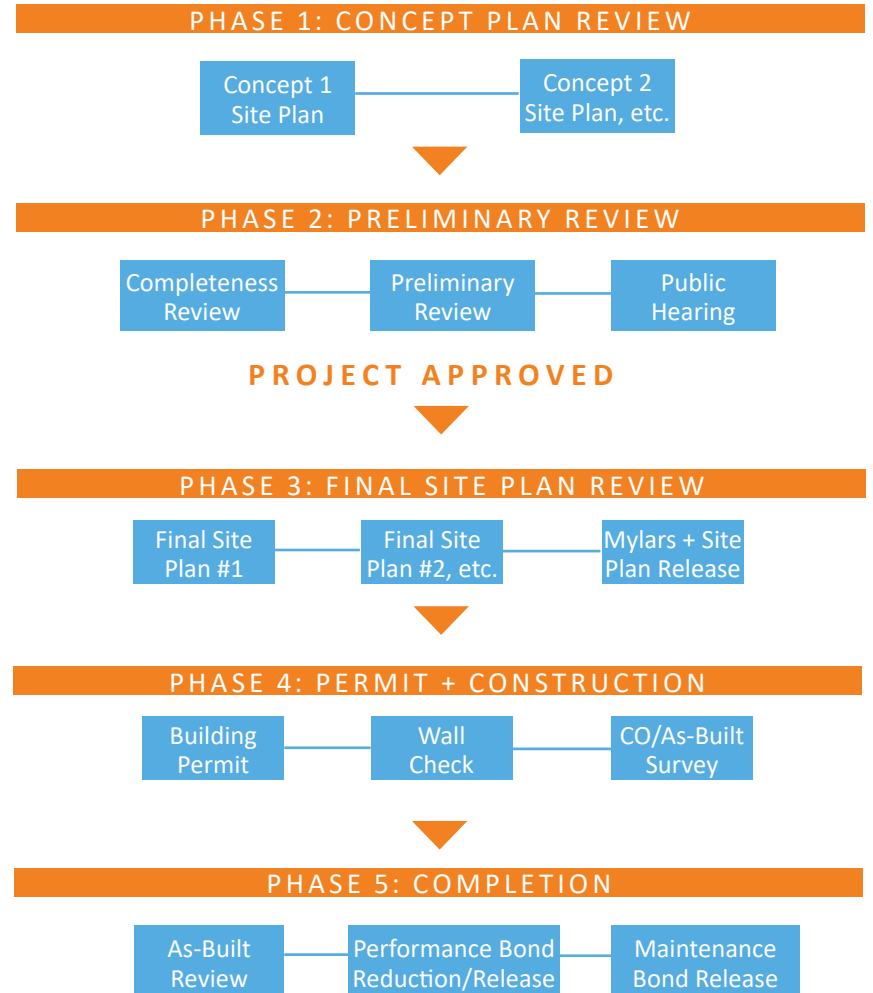 PHASE 1: CONCEPT PLAN REVIEW
Concept 1
Site Plan
Concept 2
Site Plan, etc.
PHASE 2: PRELIMINARY REVIEW
Completeness
Review
Preliminary
Review
Public
Hearing
PROJECT APPROVED
PHASE 3: FINAL SITE PLAN REVIEW
Final Site
Plan #1
Final Site
Plan #2, etc.
Mylars + Site
Plan Release
PHASE 4: PERMIT + CONSTRUCTION
Building
Permit
Wall
Check
CO/As-Built
Survey
PHASE 5: COMPLETION
As-Built
Review
Performance Bond
Reduction/Release
Maintenance
Bond Release